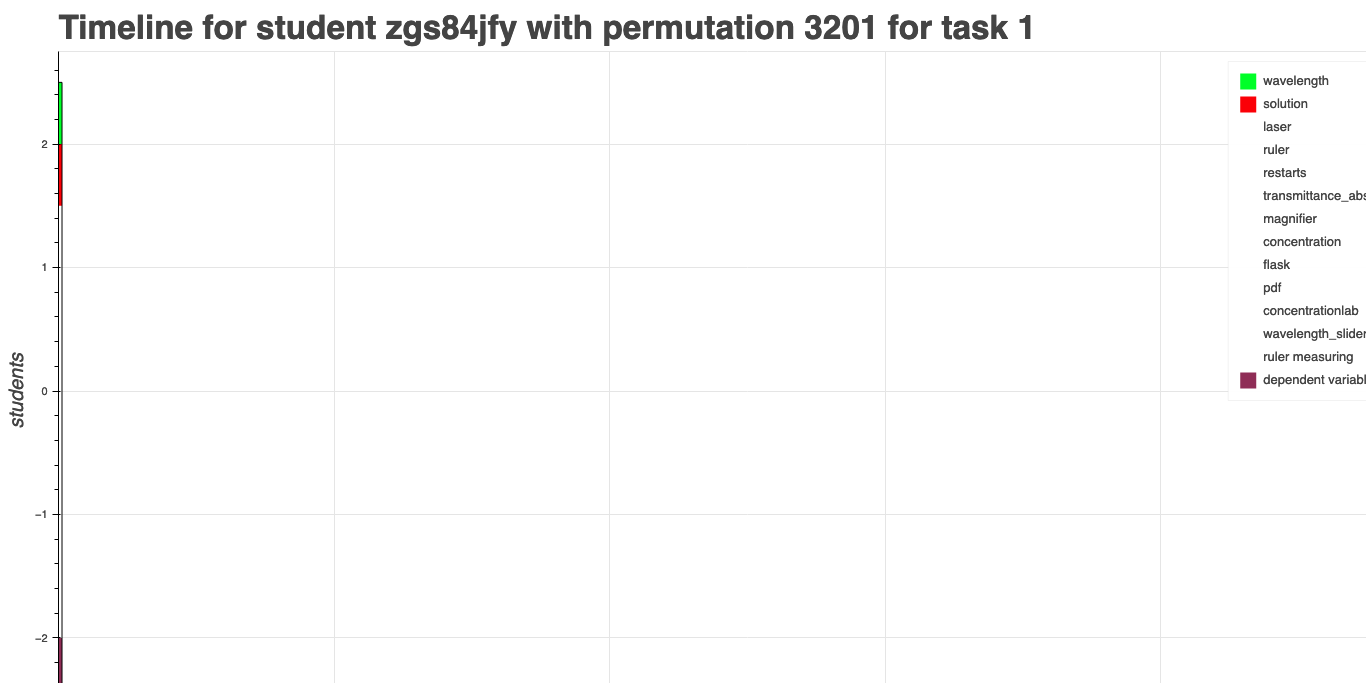 Timeline for student zgs84jfy with permutation 3201 for task 1
students
2
1
0
−1
−2
wavelength
solution
laser
ruler
restarts
transmittance_abs
magnifier
concentration
flask
pdf
concentrationlab
wavelength_slider
ruler measuring
dependent variabl